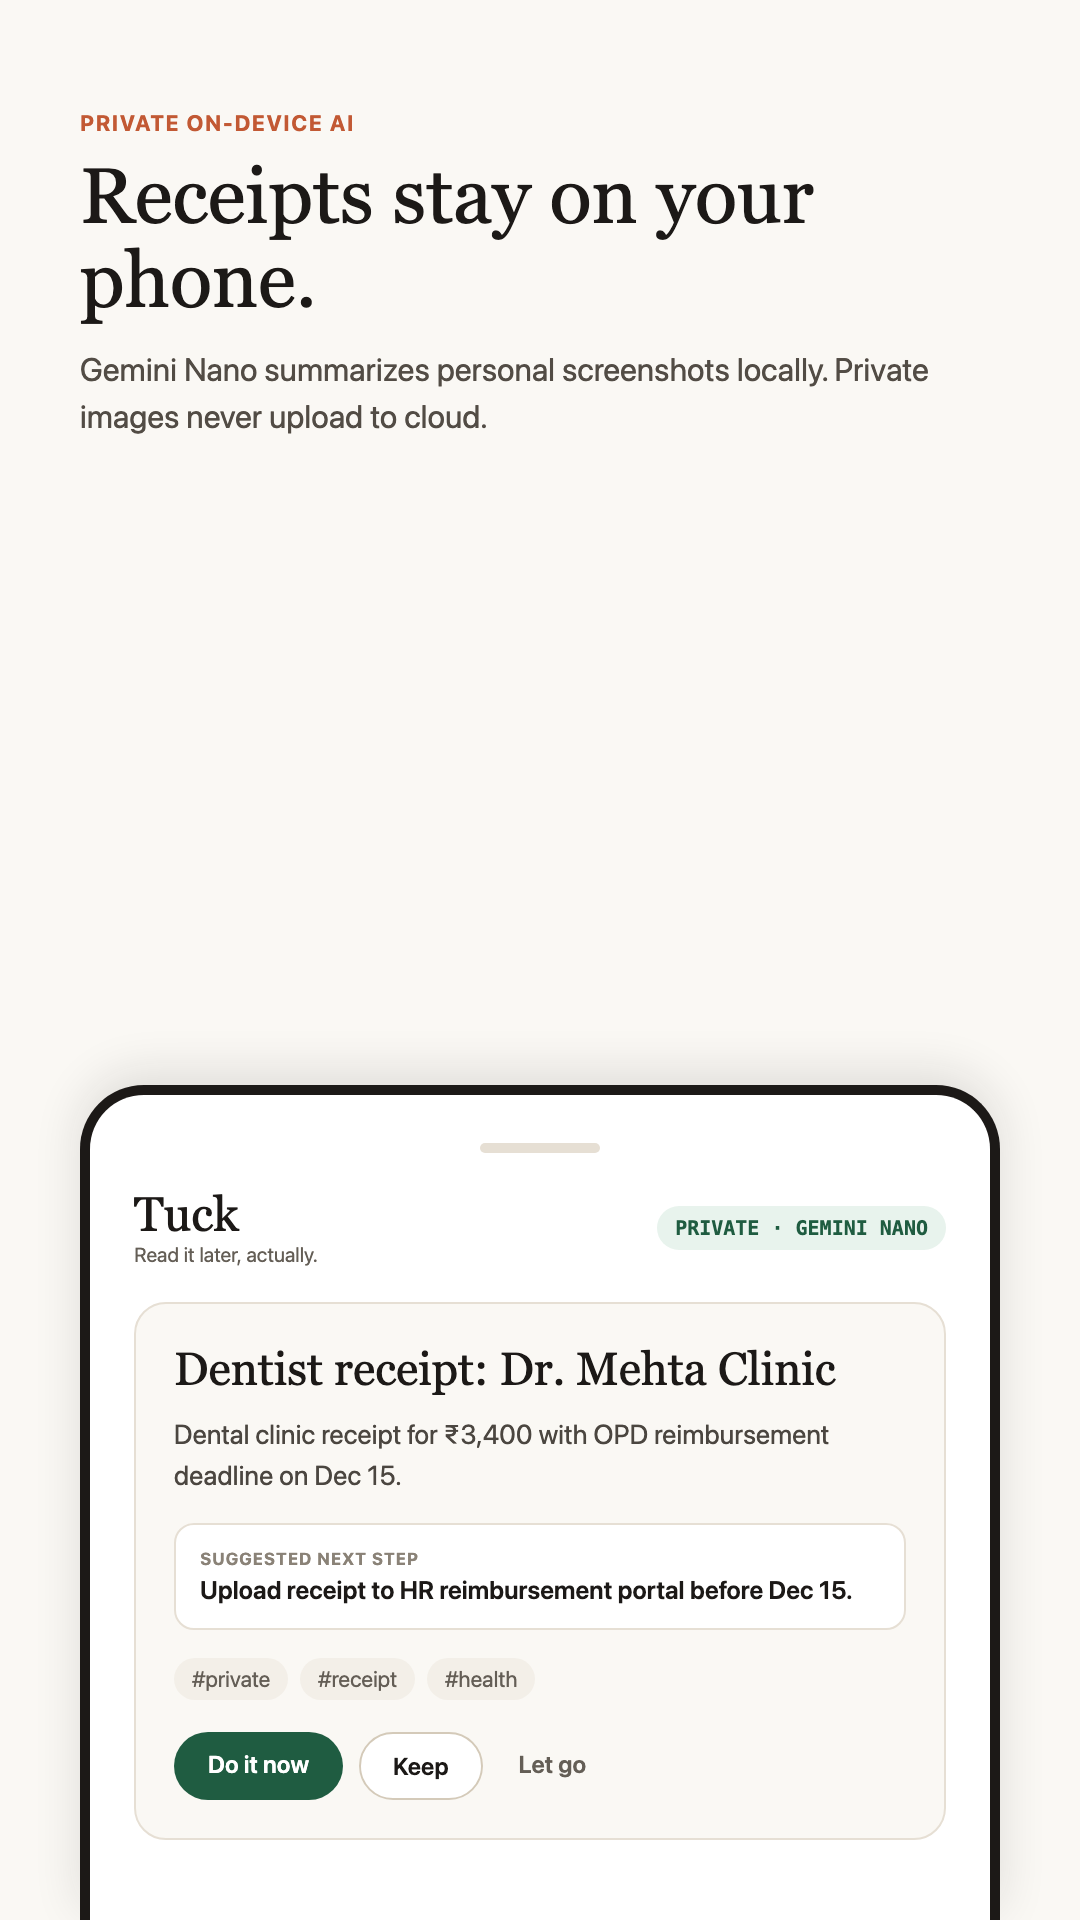 PRIVATE ON-DEVICE AI
Receipts stay on your
phone.
Gemini Nano summarizes personal screenshots locally. Private
images never upload to cloud.
Tuck
Read it later, actually.
PRIVATE · GEMINI NANO
Dentist receipt: Dr. Mehta Clinic
Dental clinic receipt for ₹3,400 with OPD reimbursement
deadline on Dec 15.
SUGGESTED NEXT STEP
Upload receipt to HR reimbursement portal before Dec 15.
#private #receipt #health
Do it now Keep Let go